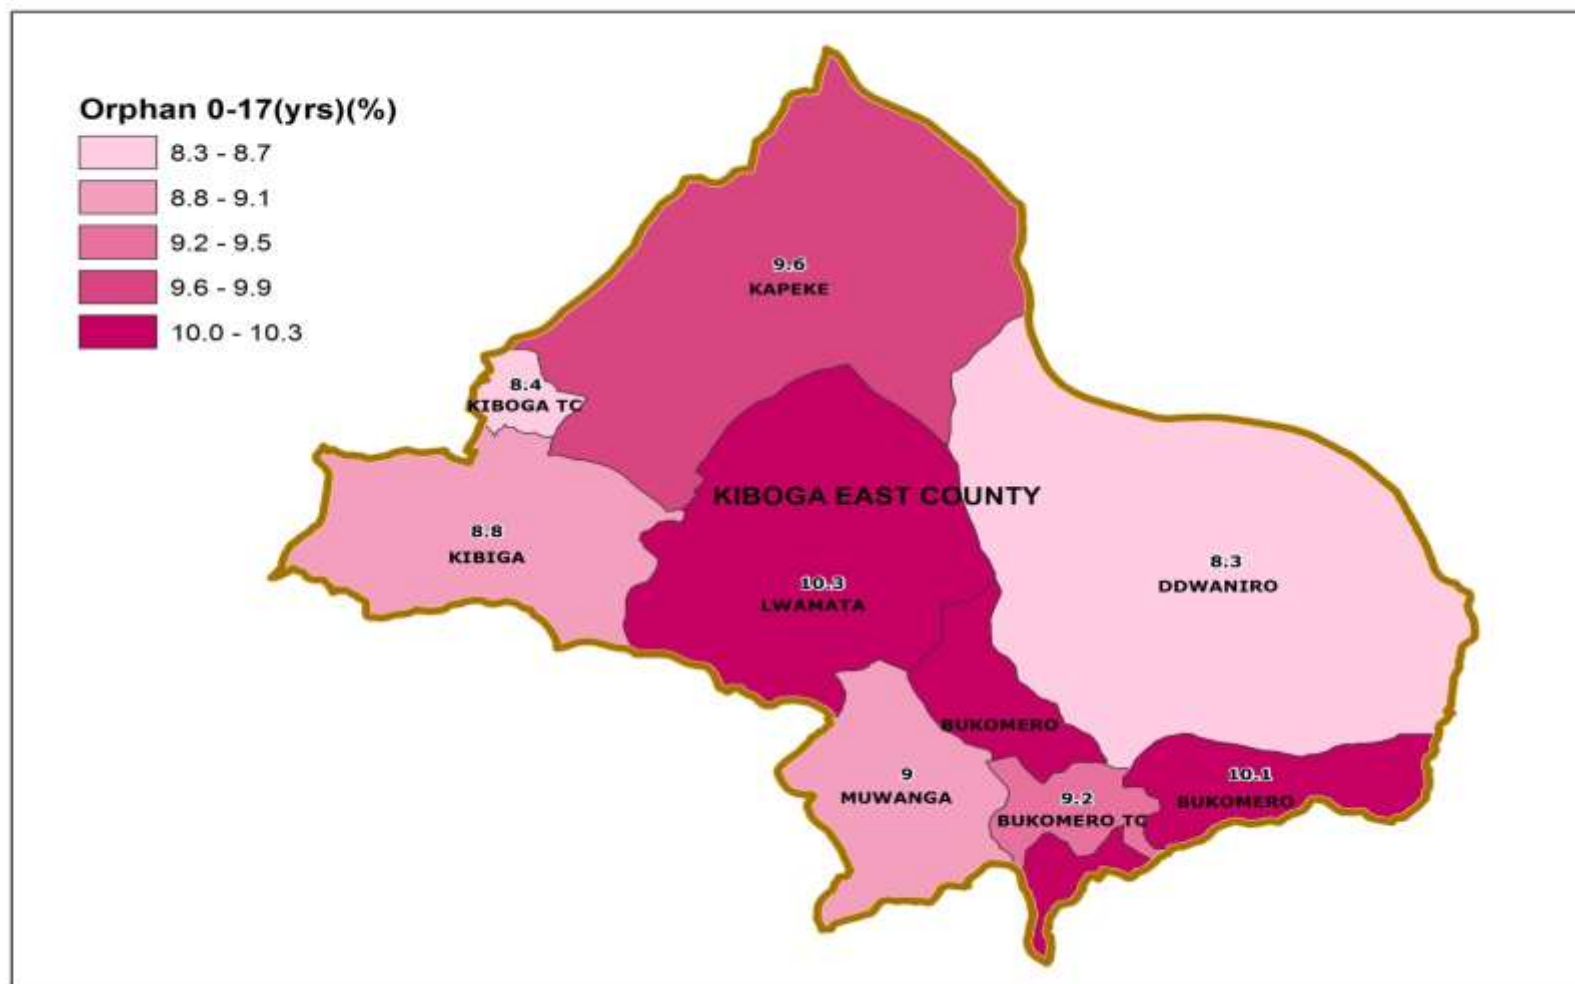 Orphan 0-17(yrs)(%)
8.3 - 8.7
8.8 - 9.1
9.2 - 9.5
9.6 - 9.9
10.0 - 10.3
9.6
KAPEKE
8.4
KIBOGA TC
KIBOGA EAST COUNTY
8.8
KIBIGA
10.3
LWAMATA
8.3
DDWANIRO
BUKOMERO
9
MUWANGA
9.2
BUKOMERO TC
10.1
BUKOMERO